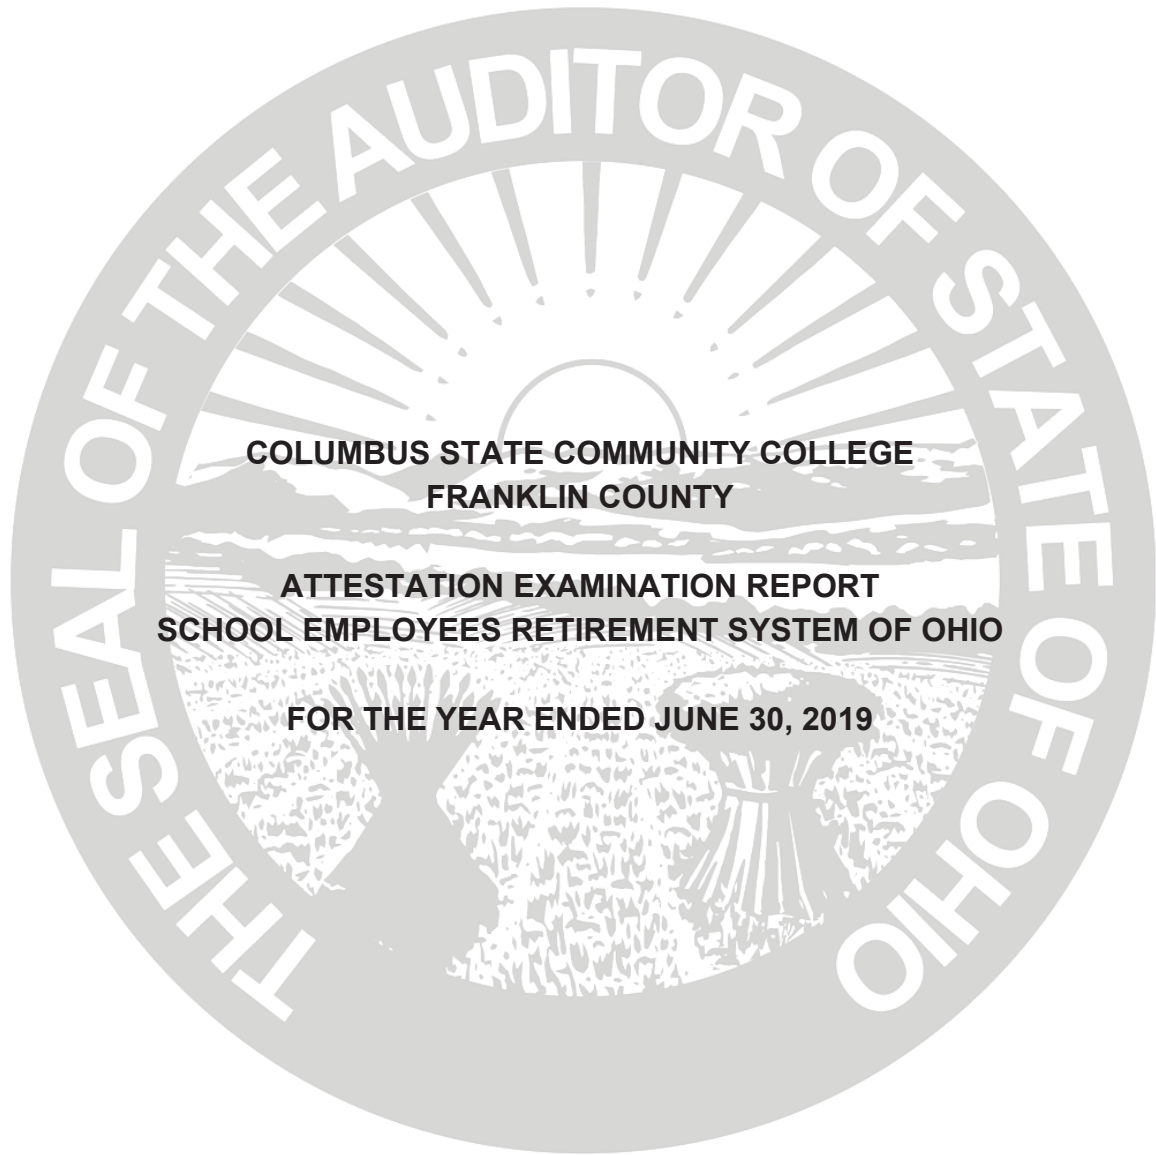 THE SEAL OF THE AUDITOR OF STATE OF OHIO
COLUMBUS STATE COMMUNITY COLLEGE
FRANKLIN COUNTY
ATTESTATION EXAMINATION REPORT
SCHOOL EMPLOYEES RETIREMENT SYSTEM OF OHIO
FOR THE YEAR ENDED JUNE 30, 2019